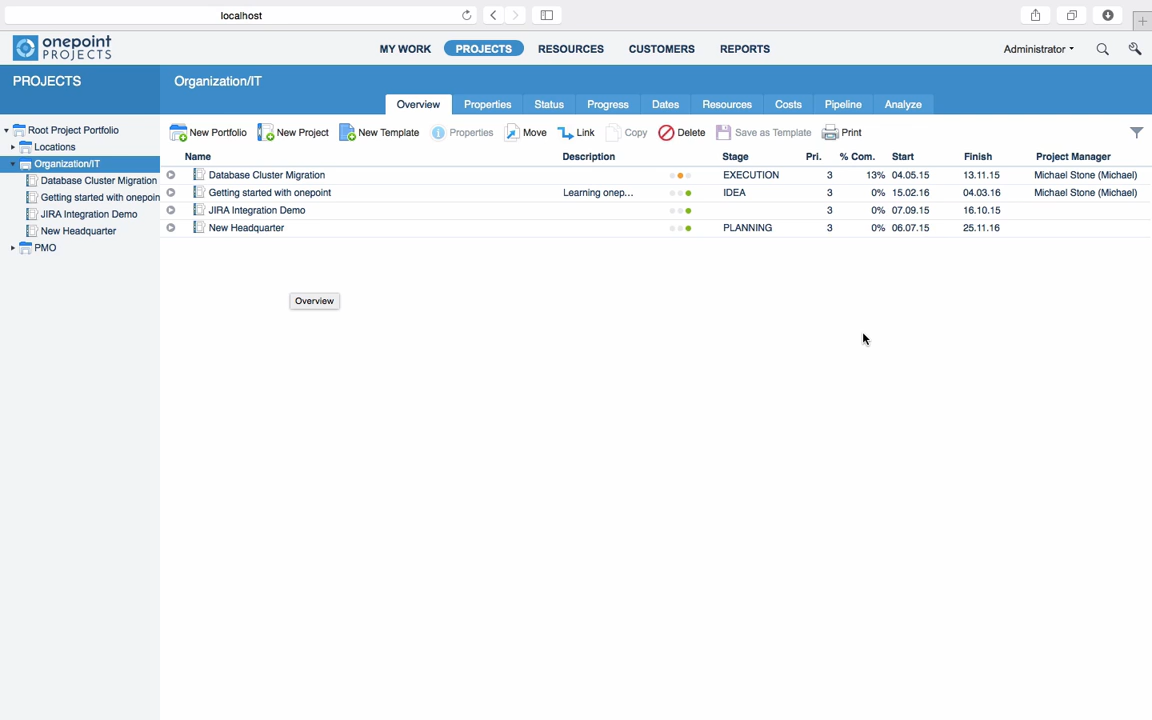 localhost
onepoint
PROJECTS
MY WORK PROJECTS RESOURCES CUSTOMERS REPORTS
Administrator
PROJECTS
Organization/IT
Overview Properties Status Progress Dates Resources Costs Pipeline Analyze
New Portfolio New Project New Template Properties Move Link Copy Delete Save as Template Print
Root Project Portfolio
Locations
Organization/IT
Database Cluster Migration
Getting started with onepoin
JIRA Integration Demo
New Headquarter
PMO
Name Description Stage Pri. % Com. Start Finish Project Manager
Database Cluster Migration EXECUTION 3 13% 04.05.15 13.11.15 Michael Stone (Michael)
Getting started with onepoint Learning onep... IDEA 3 0% 15.02.16 04.03.16 Michael Stone (Michael)
JIRA Integration Demo 3 0% 07.09.15 16.10.15
New Headquarter PLANNING 3 0% 06.07.15 25.11.16
Overview